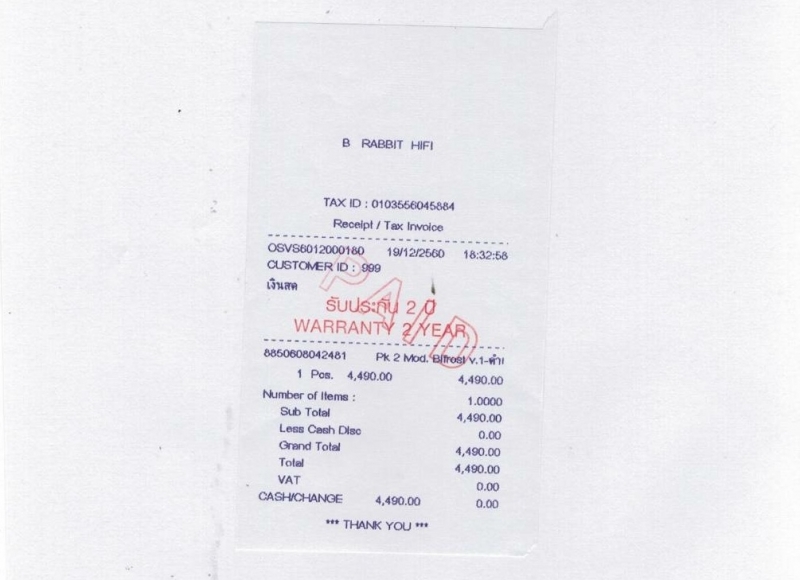 B RABBIT HIFI
TAX ID : 0103556045884
Receipt / Tax Invoice
OSVS6012000180 19/12/2560 18:32:58
CUSTOMER ID : 999
เงินสด
PAID
รับประกัน 2 ปี
WARRANTY 2 YEAR
8850608042481 Pk 2 Mod. Bifrost v.1-ดำ
1 Pos. 4,490.00 4,490.00
Number of Items : 1.0000
Sub Total 4,490.00
Less Cash Disc 0.00
Grand Total 4,490.00
Total 4,490.00
VAT 0.00
CASH/CHANGE 4,490.00 0.00
*** THANK YOU ***